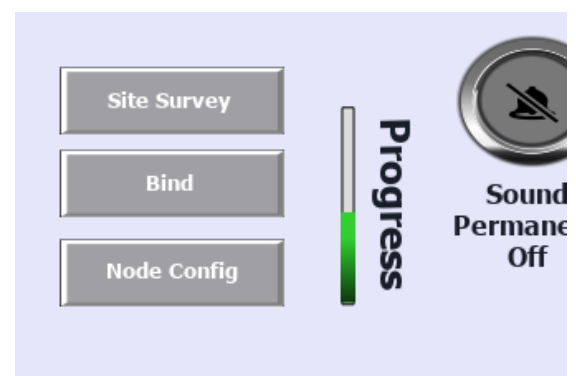 Site Survey
Bind
Node Config
Progress
Sound
Off